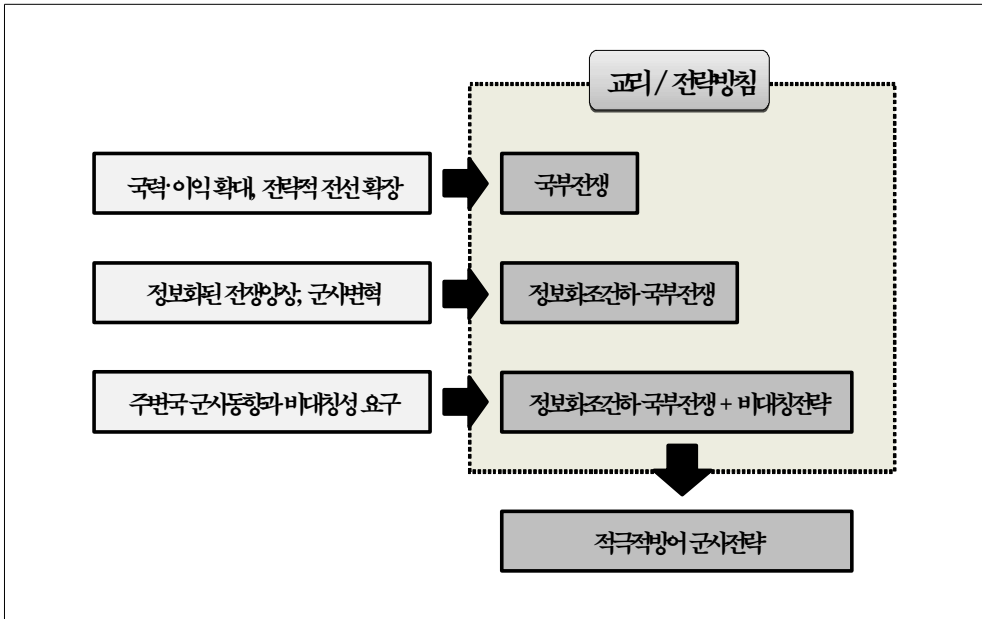 교리 / 전략방침
국력·이익 확대, 전략적 전선 확장
국부전쟁
정보화된 전쟁양상, 군사변혁
정보화조건하 국부전쟁
주변국 군사동향과 비대칭성 요구
정보화조건하 국부전쟁 + 비대칭전략
적극적방어 군사전략